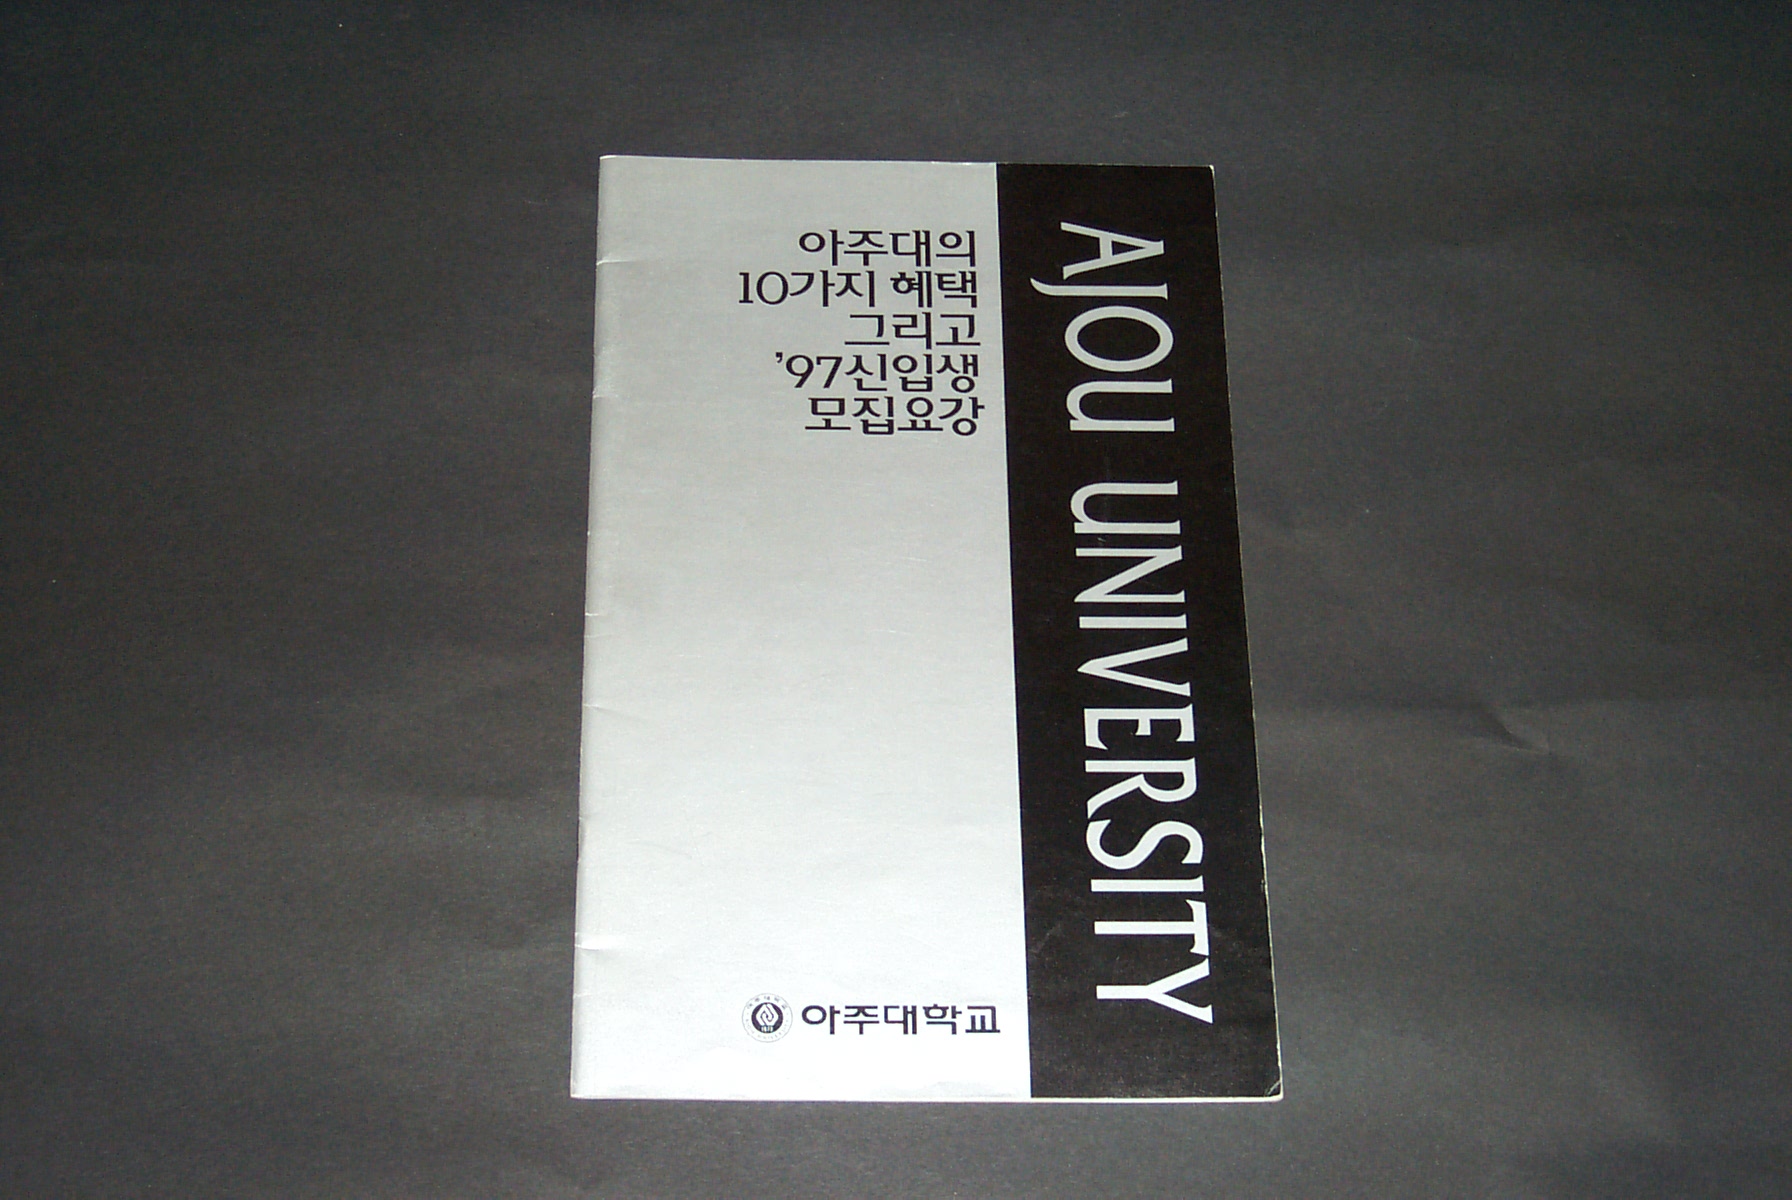 아주대의
10가지 혜택
그리고
'97신입생
모집요강
AJOU UNIVERSITY
아주대학교